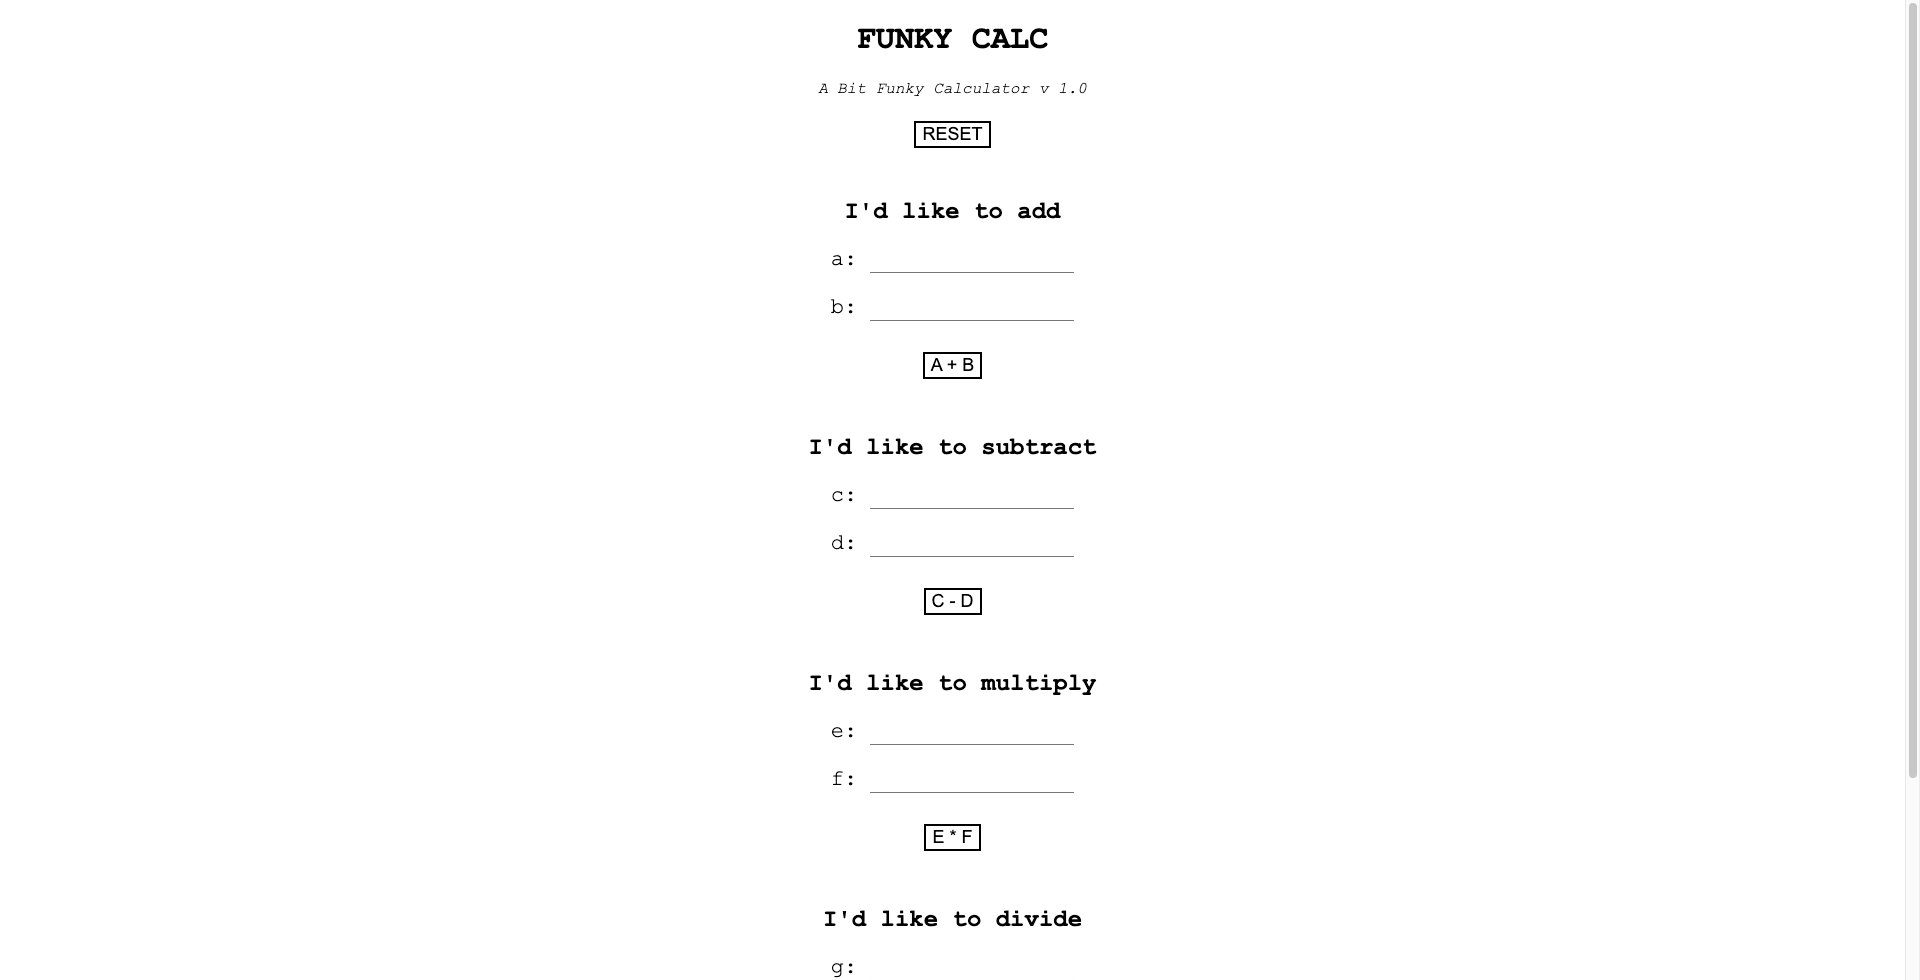 FUNKY CALC
A Bit Funky Calculator v 1.0
RESET
I'd like to add
a:
b:
A + B
I'd like to subtract
c:
d:
C - D
I'd like to multiply
e:
f:
E * F
I'd like to divide
g: